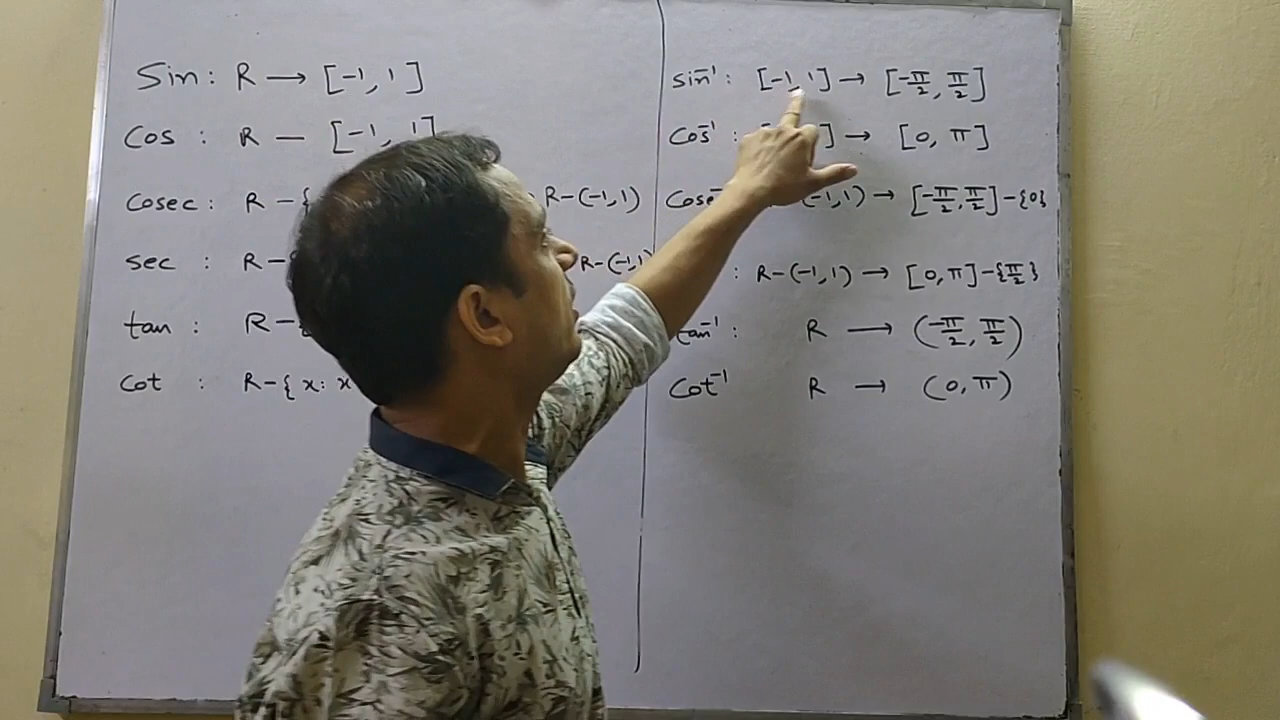 Sin : R → [-1, 1]
Cos : R — [-1, 1]
Cosec : R - { R-(-1, 1)
sec : R - R-(-1, 1)
tan : R -
Cot : R - { x : x
Sin⁻¹ : [-1, 1] → [-π/2, π/2]
Cos⁻¹ : [ ] → [0, π]
(-1, 1) → [-π/2, π/2] - {0}
: R-(-1, 1) → [0, π] - {π/2}
tan⁻¹ : R → (-π/2, π/2)
Cot⁻¹ R → (0, π)